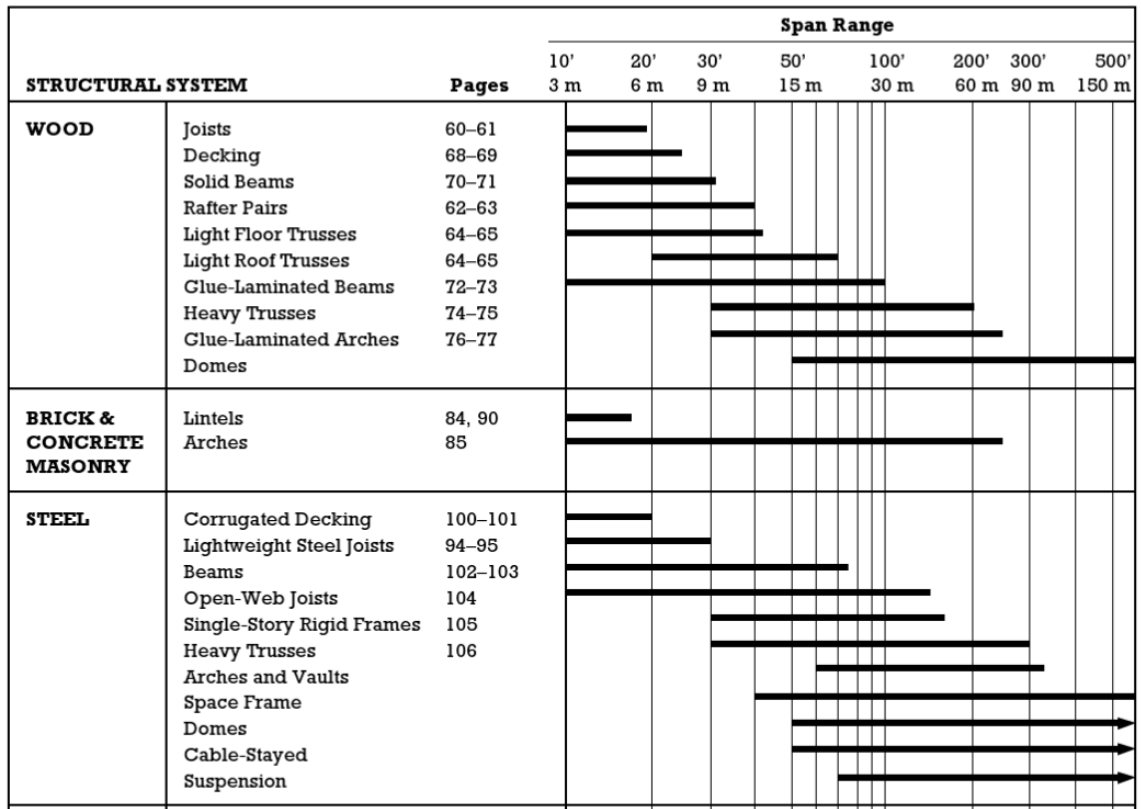 Span Range
10' 20' 30' 50' 100' 200' 300' 500'
STRUCTURAL SYSTEM Pages 3 m 6 m 9 m 15 m 30 m 60 m 90 m 150 m
WOOD Joists 60–61
Decking 68–69
Solid Beams 70–71
Rafter Pairs 62–63
Light Floor Trusses 64–65
Light Roof Trusses 64–65
Glue-Laminated Beams 72–73
Heavy Trusses 74–75
Glue-Laminated Arches 76–77
Domes
BRICK & Lintels 84, 90
CONCRETE Arches 85
MASONRY
STEEL Corrugated Decking 100–101
Lightweight Steel Joists 94–95
Beams 102–103
Open-Web Joists 104
Single-Story Rigid Frames 105
Heavy Trusses 106
Arches and Vaults
Space Frame
Domes
Cable-Stayed
Suspension